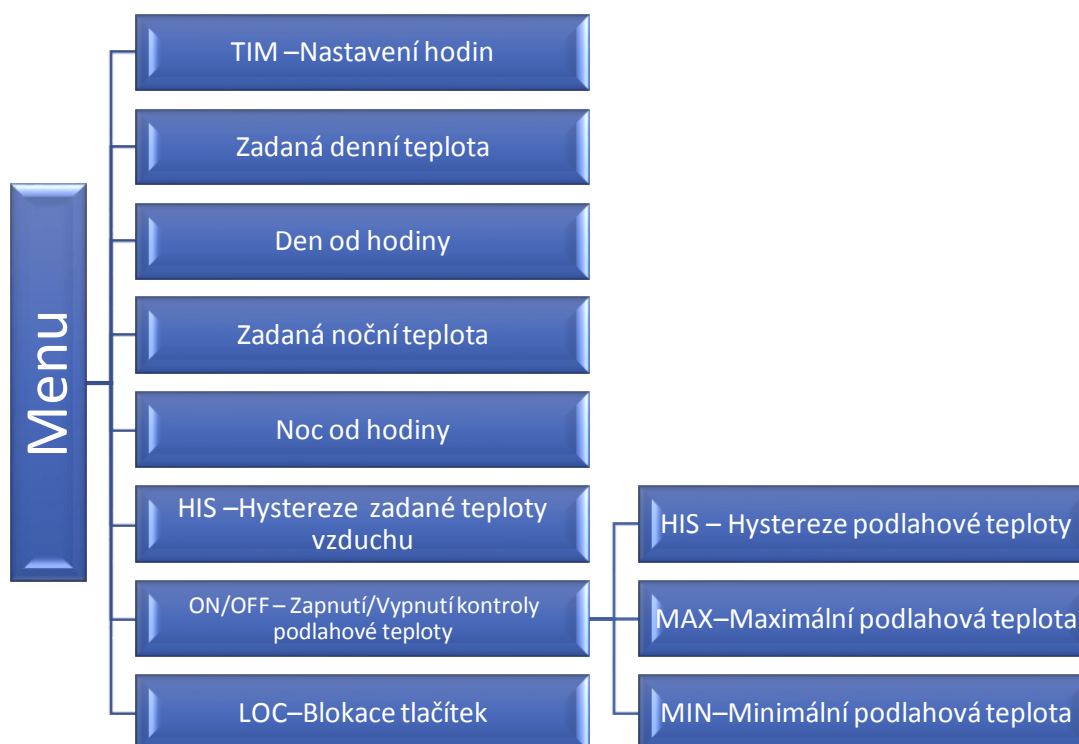 Menu
TIM –Nastavení hodin
Zadaná denní teplota
Den od hodiny
Zadaná noční teplota
Noc od hodiny
HIS –Hystereze zadané teploty
vzduchu
ON/OFF – Zapnutí/Vypnutí kontroly
podlahové teploty
LOC–Blokace tlačítek
HIS – Hystereze podlahové teploty
MAX–Maximální podlahová teplota
MIN–Minimální podlahová teplota